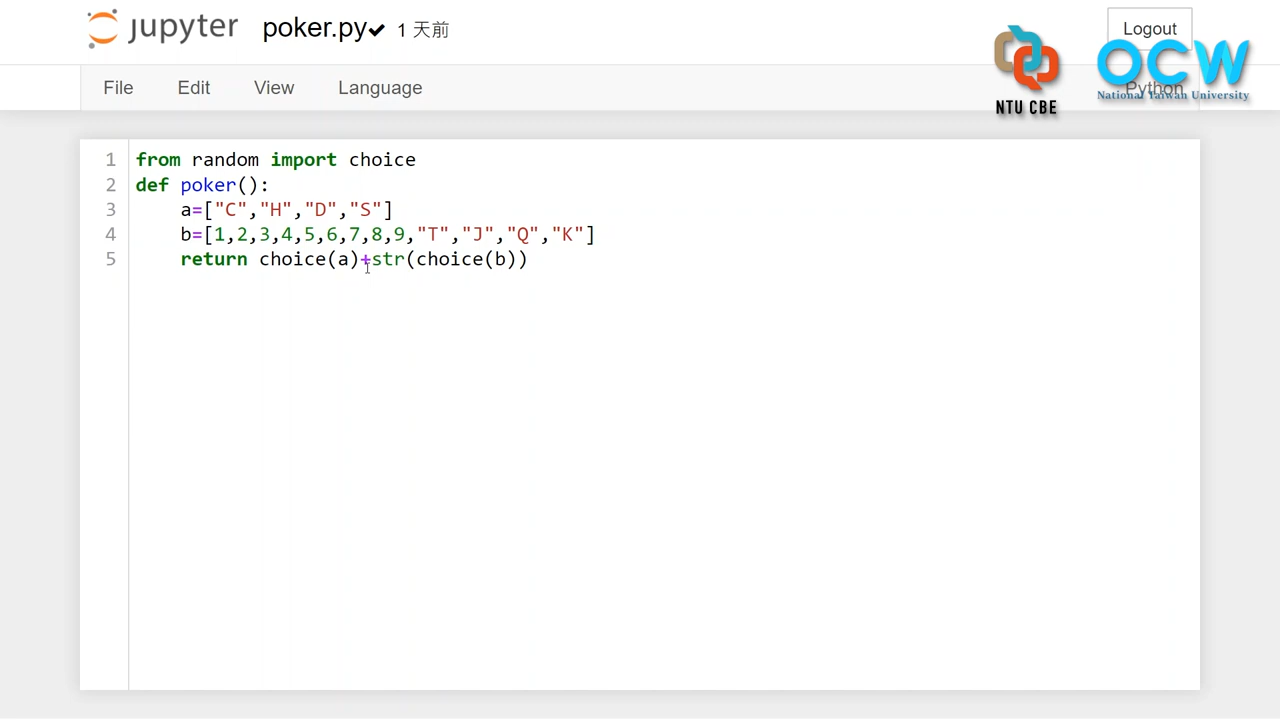 jupyter poker.py✔ 1 天前 Logout
File Edit View Language Python
NTU CBE
OCW
National Taiwan University
1 from random import choice
2 def poker():
3     a=["C","H","D","S"]
4     b=[1,2,3,4,5,6,7,8,9,"T","J","Q","K"]
5     return choice(a)+str(choice(b))